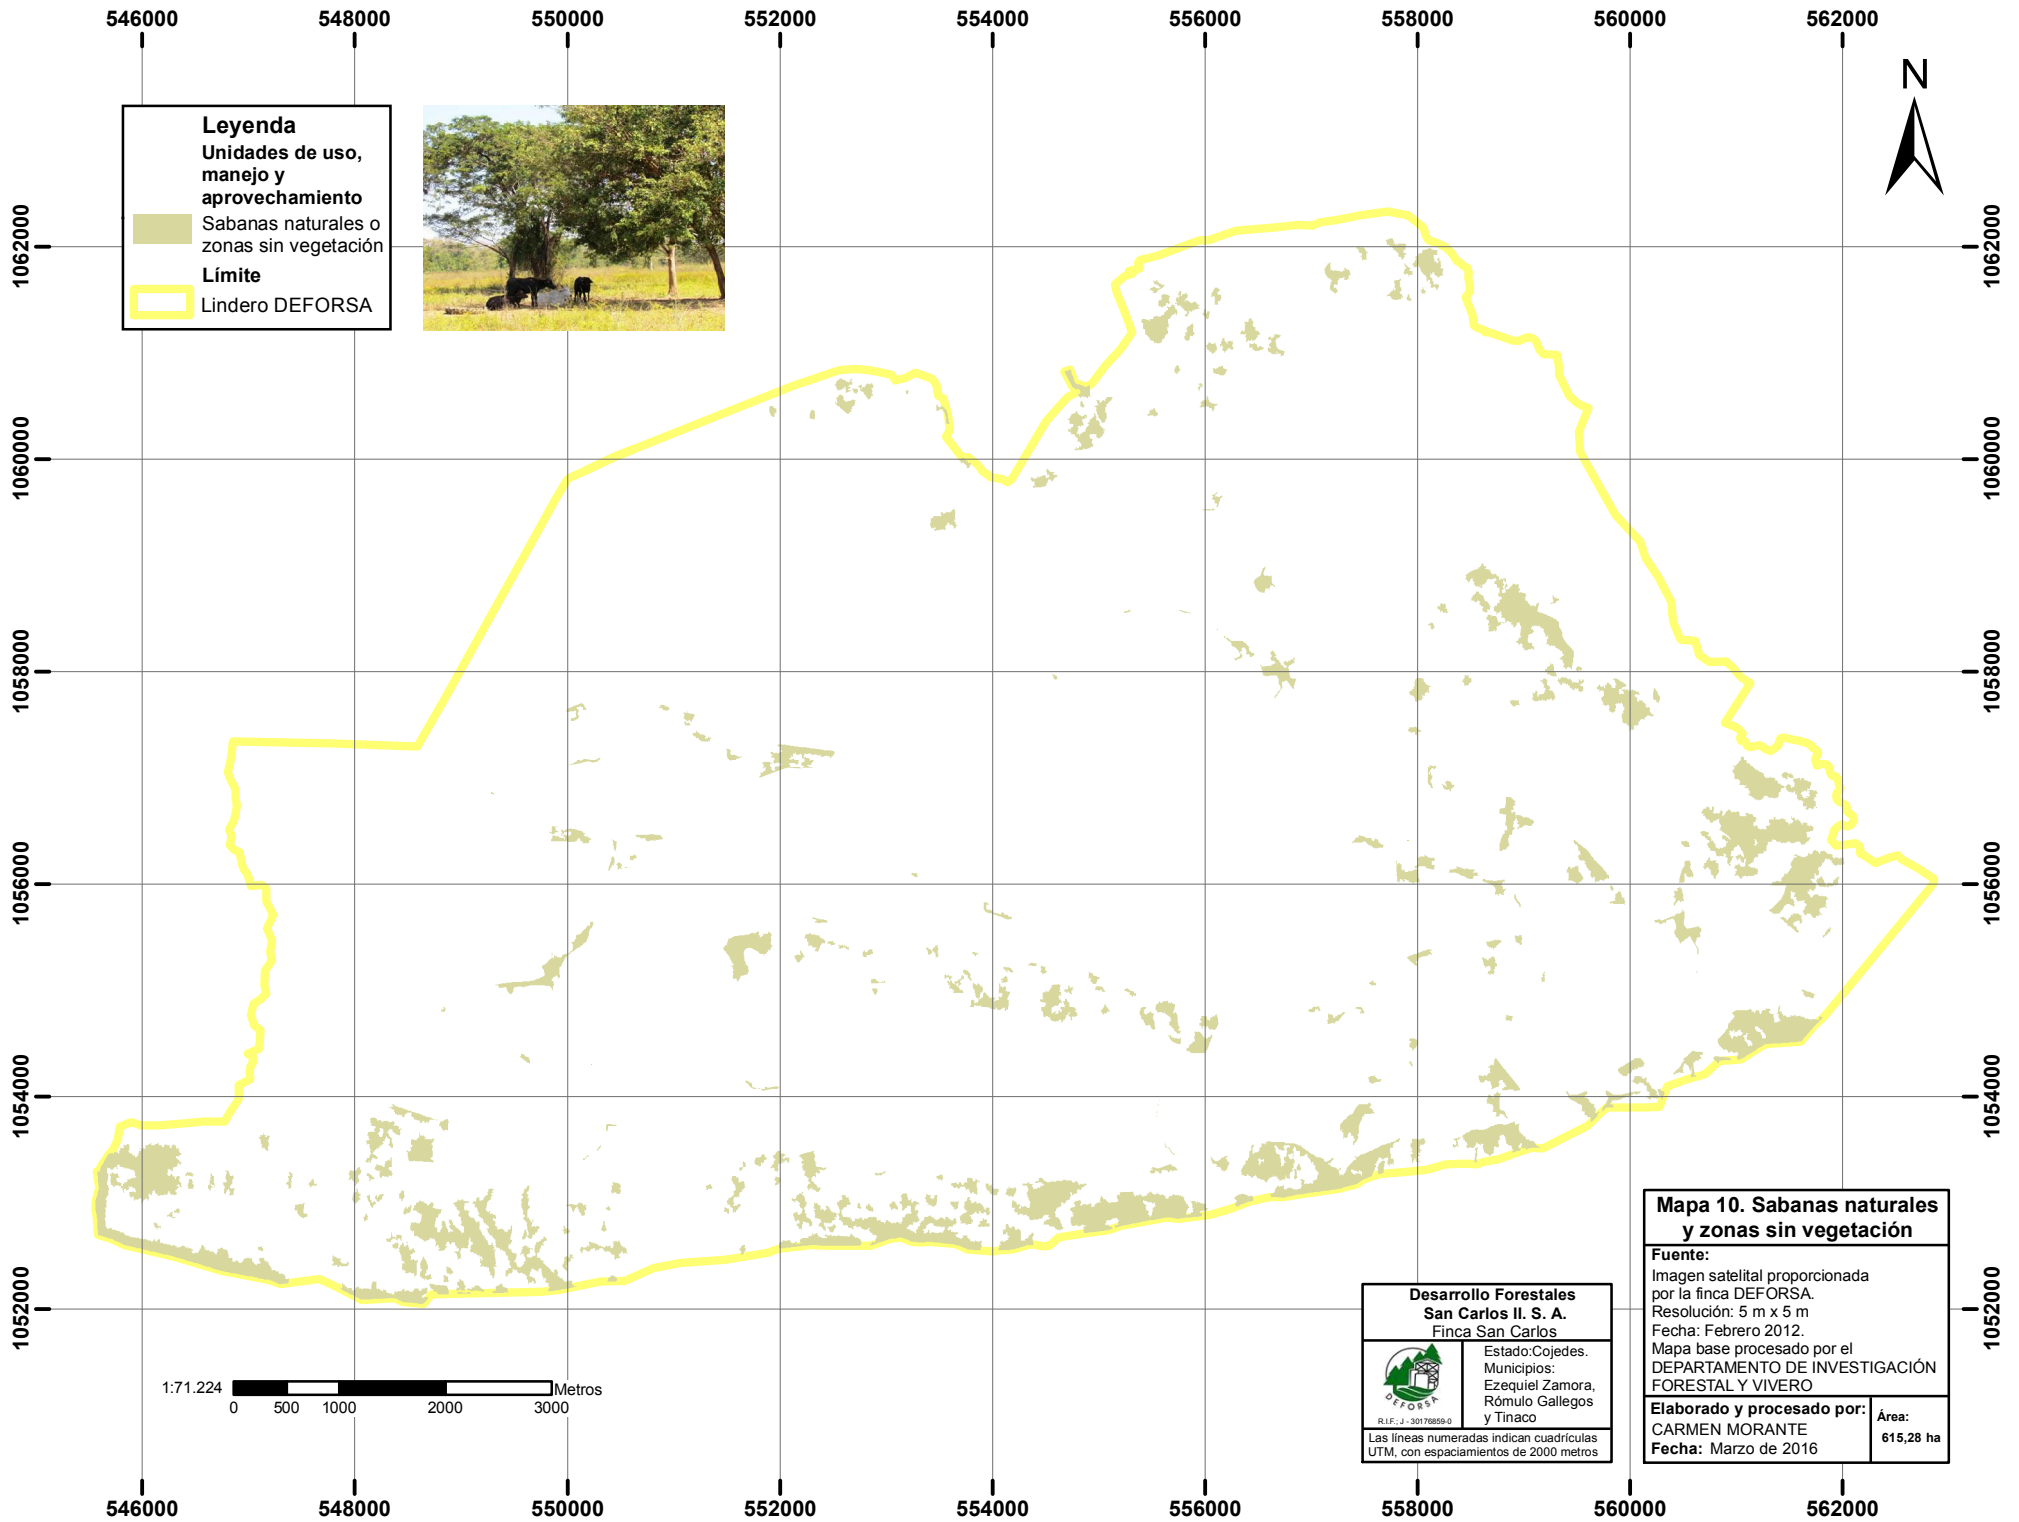 546000 548000 550000 552000 554000 556000 558000 560000 562000
N
Leyenda
Unidades de uso,
manejo y
aprovechamiento
Sabanas naturales o
zonas sin vegetación
Límite
Lindero DEFORSA
1062000 1062000
1060000 1060000
1058000 1058000
1056000 1056000
1054000 1054000
1052000 1052000
Mapa 10. Sabanas naturales
y zonas sin vegetación
Fuente:
Imagen satelital proporcionada
por la finca DEFORSA.
Resolución: 5 m x 5 m
Fecha: Febrero 2012.
Mapa base procesado por el
DEPARTAMENTO DE INVESTIGACIÓN
FORESTAL Y VIVERO
Elaborado y procesado por:
CARMEN MORANTE
Fecha: Marzo de 2016
Área:
615,28 ha
Desarrollo Forestales
San Carlos II. S. A.
Finca San Carlos
DEFORSA
R.I.F.: J - 30176859-0
Estado:Cojedes.
Municipios:
Ezequiel Zamora,
Rómulo Gallegos
y Tinaco
Las líneas numeradas indican cuadrículas
UTM, con espaciamientos de 2000 metros
1:71.224 Metros
0 500 1000 2000 3000
546000 548000 550000 552000 554000 556000 558000 560000 562000